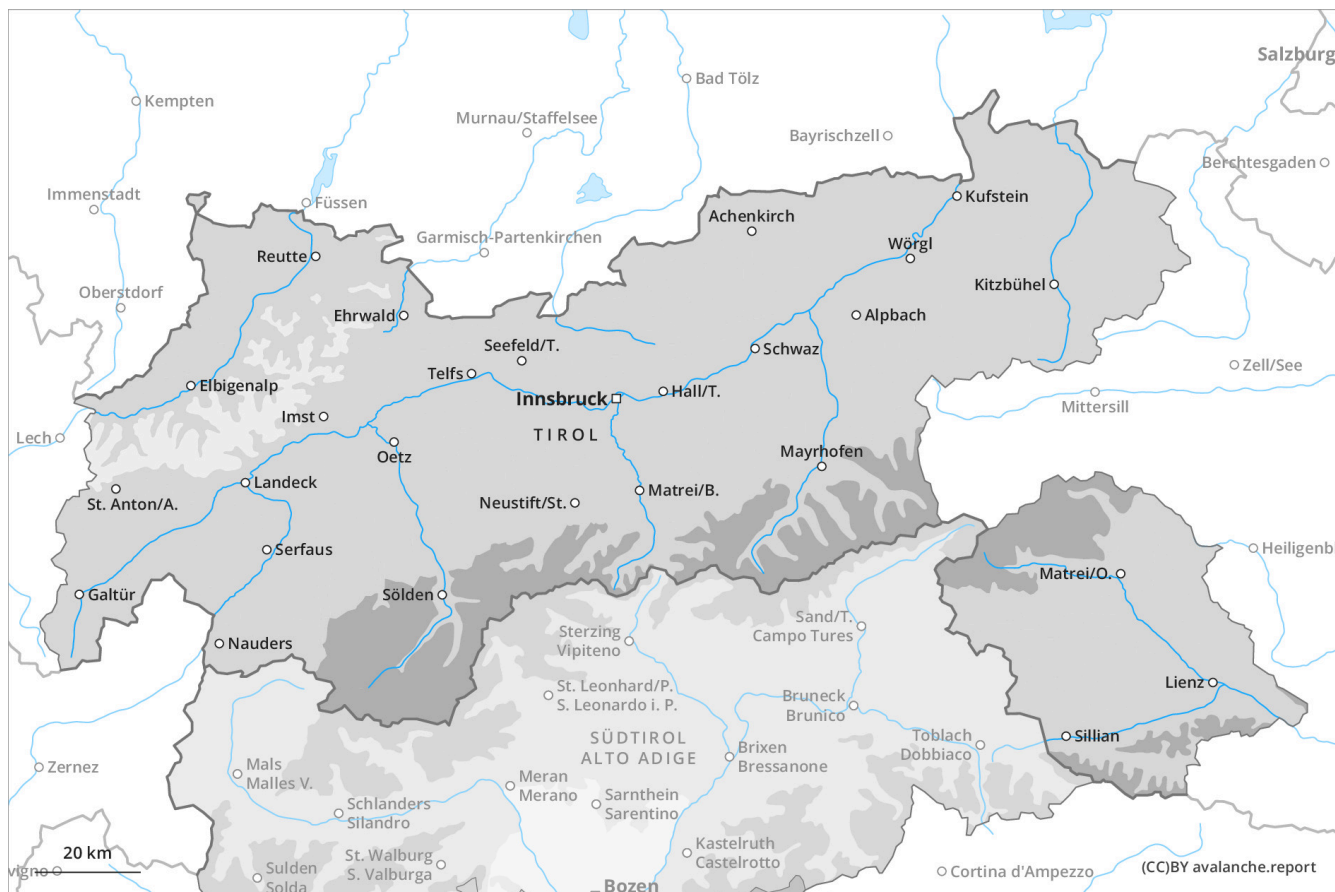 Salzburg
Kempten
Bad Tölz
Murnau/Staffelsee
Bayrischzell
Berchtesgaden
Immenstadt
Füssen
Kufstein
Achenkirch
Garmisch-Partenkirchen
Wörgl
Reutte
Oberstdorf
Kitzbühel
Ehrwald
Alpbach
Seefeld/T.
Schwaz
Zell/See
Telfs
Elbigenalp
Hall/T.
Innsbruck
Mittersill
Imst
TIROL
Lech
Oetz
Mayrhofen
Landeck
St. Anton/A.
Matrei/B.
Neustift/St.
Serfaus
Heiligenb
Matrei/O.
Galtür
Sölden
Sand/T.
Campo Tures
Sterzing
Vipiteno
Nauders
Lienz
St. Leonhard/P.
S. Leonardo i. P.
Bruneck
Brunico
Sillian
Toblach
Dobbiaco
SÜDTIROL
ALTO ADIGE
Brixen
Bressanone
Zernez
Mals
Malles V.
Meran
Merano
Schlanders
Silandro
Sarnthein
Sarentino
Kastelruth
Castelrotto
20 km
St. Walburg
S. Valburga
vigno
Sulden
Solda
Cortina d'Ampezzo
(CC)BY avalanche.report
Bozen